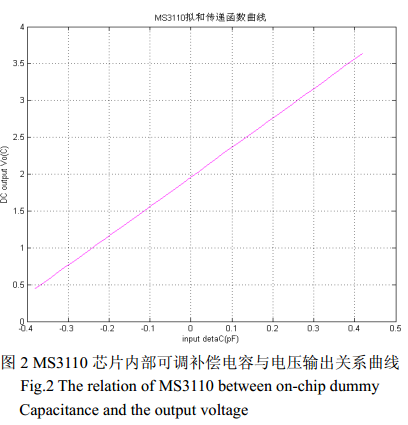 MS3110拟和传递函数曲线
4
3.5
3
2.5
2
1.5
1
0.5
0
DC output Vo(C)
-0.4 -0.3 -0.2 -0.1 0 0.1 0.2 0.3 0.4 0.5
input detaC(pF)
图 2 MS3110 芯片内部可调补偿电容与电压输出关系曲线
Fig.2 The relation of MS3110 between on-chip dummy
Capacitance and the output voltage